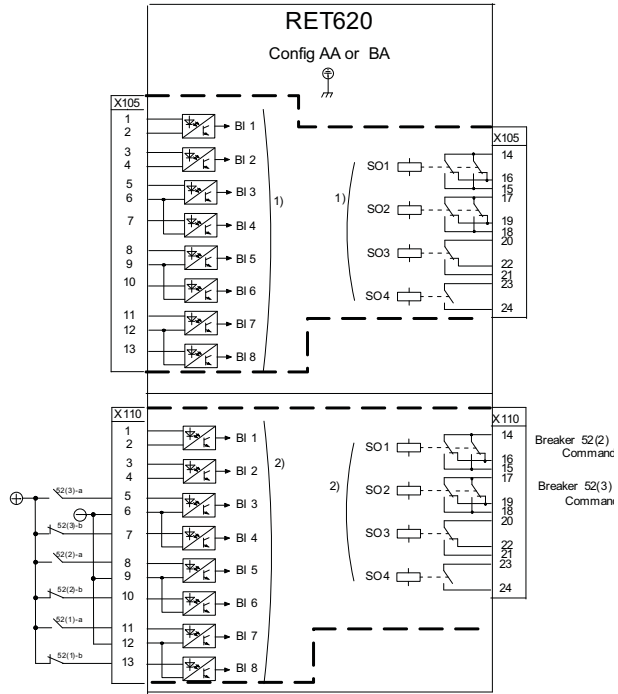 RET620
Config AA or BA
X105
1
2
BI 1
3
4
BI 2
5
6
BI 3
7
BI 4
8
9
BI 5
10
BI 6
11
12
BI 7
13
BI 8
1)
X105
1)
SO1
14
16
15
SO2
17
19
18
SO3
20
22
21
SO4
23
24
X110
1
2
BI 1
3
4
BI 2
52(3)-a
5
6
BI 3
52(3)-b
7
BI 4
52(2)-a
8
9
BI 5
52(2)-b
10
BI 6
52(1)-a
11
12
BI 7
52(1)-b
13
BI 8
2)
X110
2)
SO1
14
16
15
Breaker 52(2)
Command
SO2
17
19
18
Breaker 52(3)
Command
SO3
20
22
21
SO4
23
24